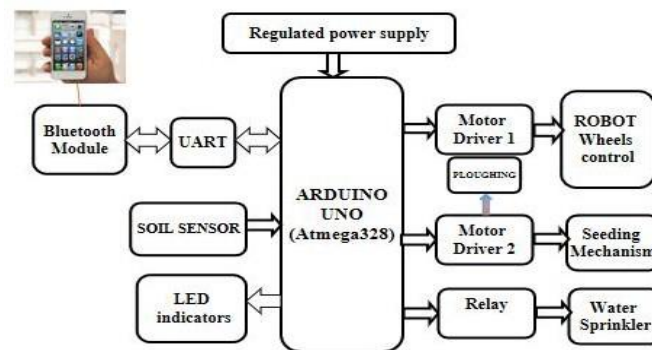 Regulated power supply
Bluetooth
Module
UART
SOIL SENSOR
LED
indicators
ARDUINO
UNO
(Atmega328)
Motor
Driver 1
ROBOT
Wheels
control
PLOUGHING
Motor
Driver 2
Seeding
Mechanism
Relay
Water
Sprinkler